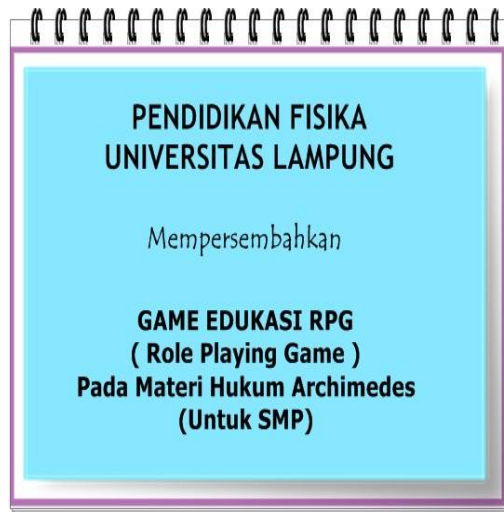 PENDIDIKAN FISIKA
UNIVERSITAS LAMPUNG
Mempersembahkan
GAME EDUKASI RPG
( Role Playing Game )
Pada Materi Hukum Archimedes
(Untuk SMP)